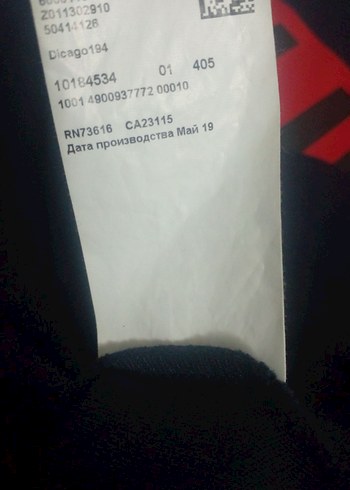 Z011302910
50414126
Dicago194
10184534 01 405
1001 4900937772 00010
RN73616 CA23115
Дата производства Май 19